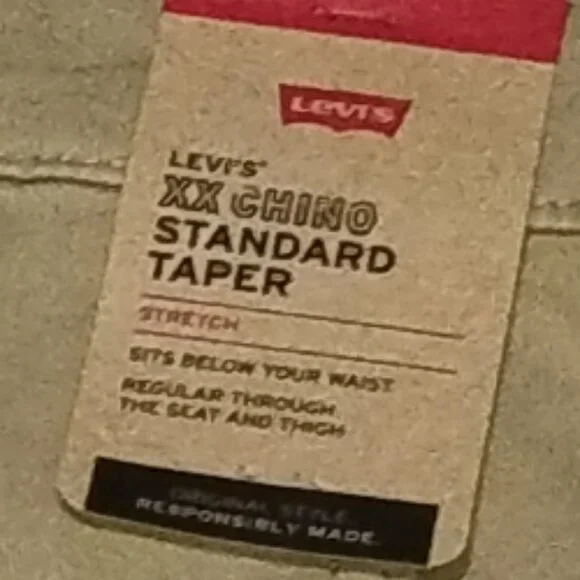 Levi's
LEVI'S®
XX CHINO
STANDARD
TAPER
STRETCH
SITS BELOW YOUR WAIST
REGULAR THROUGH
THE SEAT AND THIGH
ORIGINAL STYLE.
RESPONSIBLY MADE.